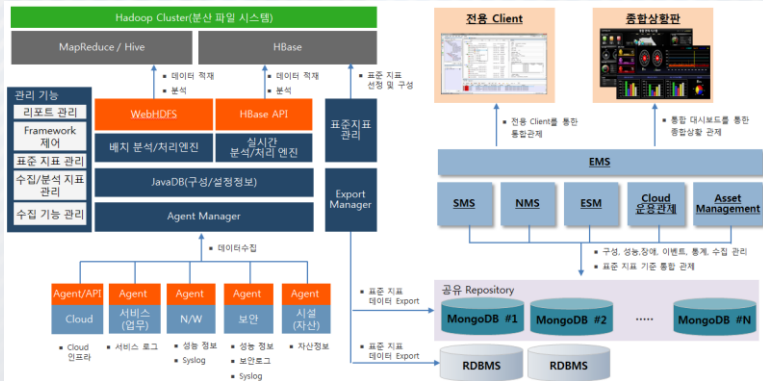 Hadoop Cluster(분산 파일 시스템)
MapReduce / Hive
HBase
데이터 적재
분석
데이터 적재
분석
표준 지표
선정 및 구성
관리 기능
리포트 관리
Framework
제어
표준 지표 관리
수집/분석 지표
관리
수집 기능 관리
WebHDFS
HBase API
배치 분석/처리엔진
실시간
분석/처리 엔진
표준지표
관리
JavaDB(구성/설정정보)
Agent Manager
Export
Manager
데이터수집
Agent/API
Cloud
Agent
서비스
(업무)
Agent
N/W
Agent
보안
Agent
시설
(자산)
Cloud
인프라
서비스 로그
성능 정보
Syslog
성능 정보
보안로그
Syslog
자산정보
표준 지표
데이터 Export
표준 지표
데이터 Export
전용 Client
종합상황판
전용 Client를 통한
통합관제
통합 대시보드를 통한
종합상황 관제
EMS
SMS
NMS
ESM
Cloud
운용관제
Asset
Management
구성, 성능,장애, 이벤트, 통계, 수집 관리
표준 지표 기준 통합 관제
공유 Repository
MongoDB #1
MongoDB #2
.....
MongoDB #N
RDBMS
RDBMS